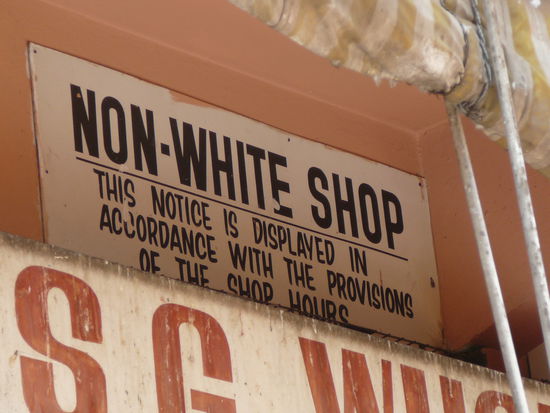 NON-WHITE SHOP
THIS NOTICE IS DISPLAYED IN
ACCORDANCE WITH THE PROVISIONS
OF THE SHOP HOURS
S.G.